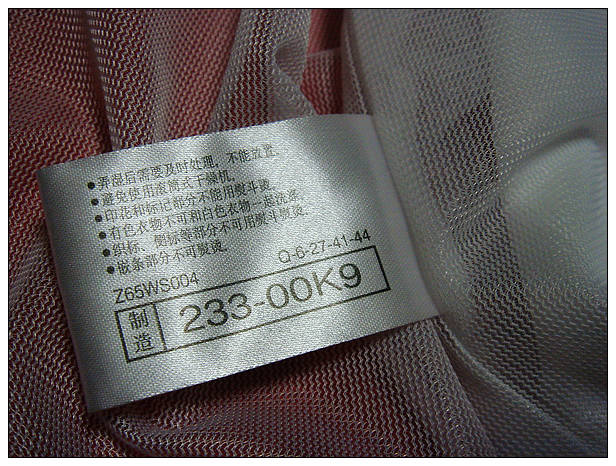 ●弄湿后需要及时处理，不能放置。
●避免使用滚筒式干燥机。
●印花和标记部分不能用熨斗熨烫。
●有色衣物不可和白色衣物一起洗涤。
●织标、侧标等部分不可用熨斗熨烫。
●嵌条部分不可熨烫。
Z65WS004 Q-6-27-41-44
制造 233-00K9